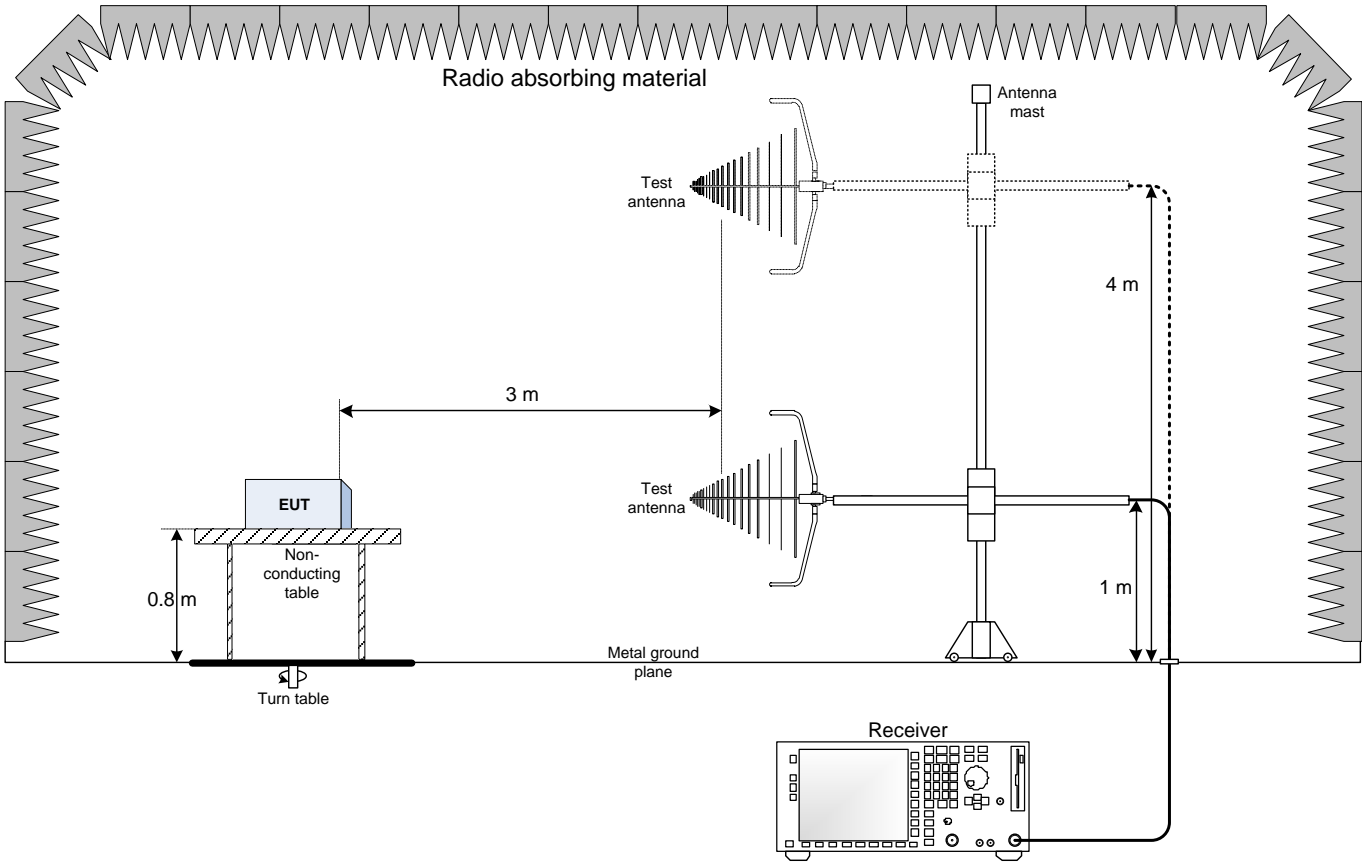 Radio absorbing material
Antenna
mast
Test
antenna
4 m
3 m
Test
antenna
EUT
Non-
conducting
table
0.8 m
1 m
Metal ground
plane
Turn table
Receiver